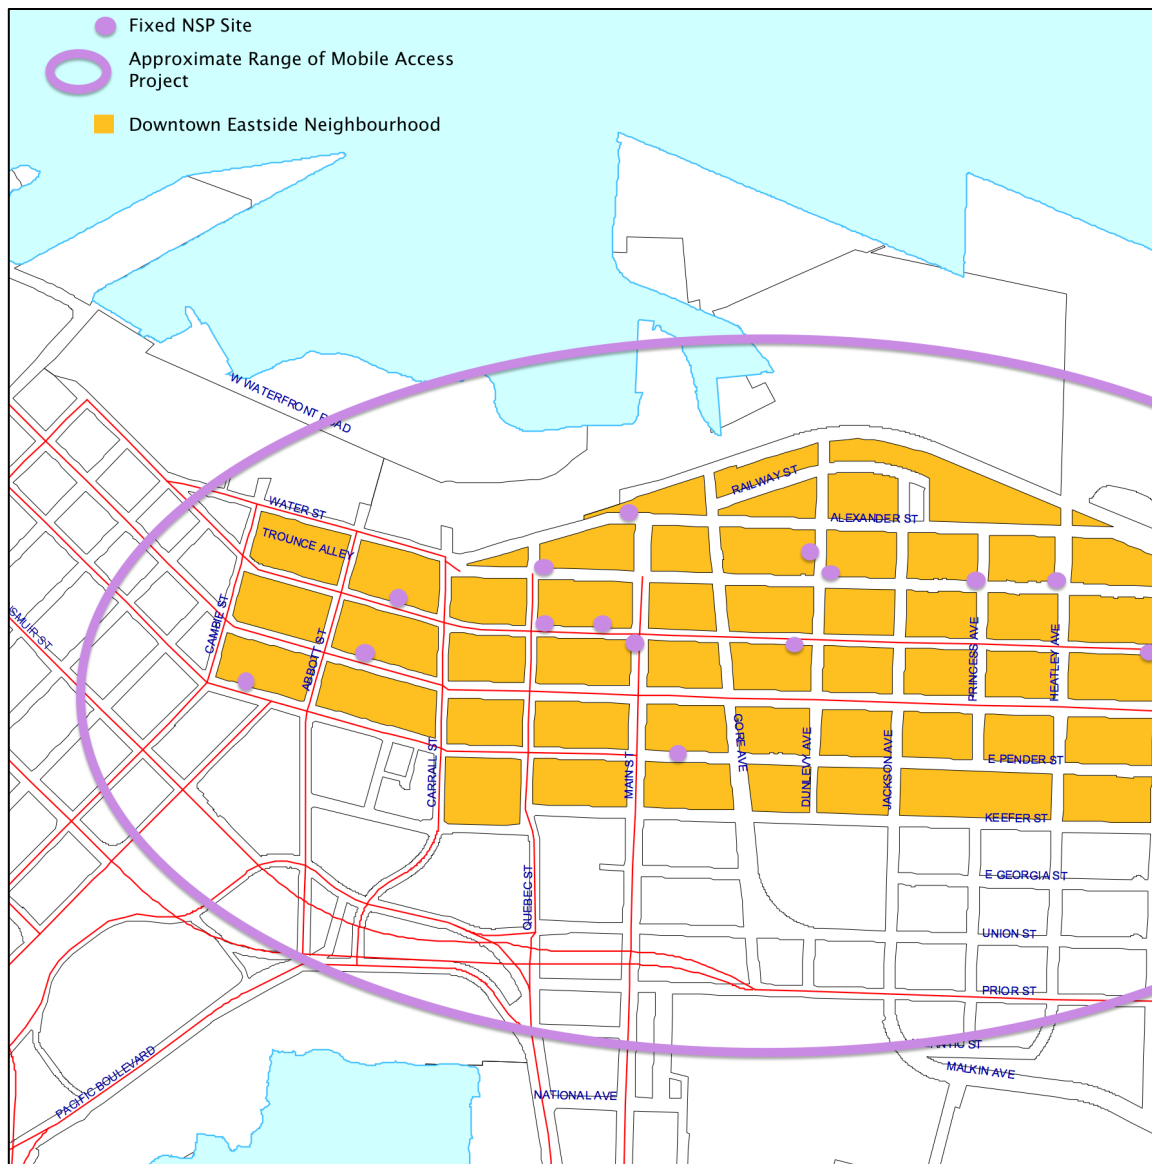 Fixed NSP Site
Approximate Range of Mobile Access
Project
Downtown Eastside Neighbourhood
W WATERFRONT ROAD
RAILWAY ST
WATER ST
ALEXANDER ST
TROUNCE ALLEY
CAMBIE ST
SMUIR ST
ABBOTT ST
PRINCESS AVE
HEATLEY AVE
GORE AVE
CARRALL ST
MAIN ST
DUNLEVY AVE
JACKSON AVE
E PENDER ST
KEEFER ST
E GEORGIA ST
QUEBEC ST
UNION ST
PRIOR ST
ST
MALKIN AVE
PACIFIC BOULEVARD
NATIONAL AVE